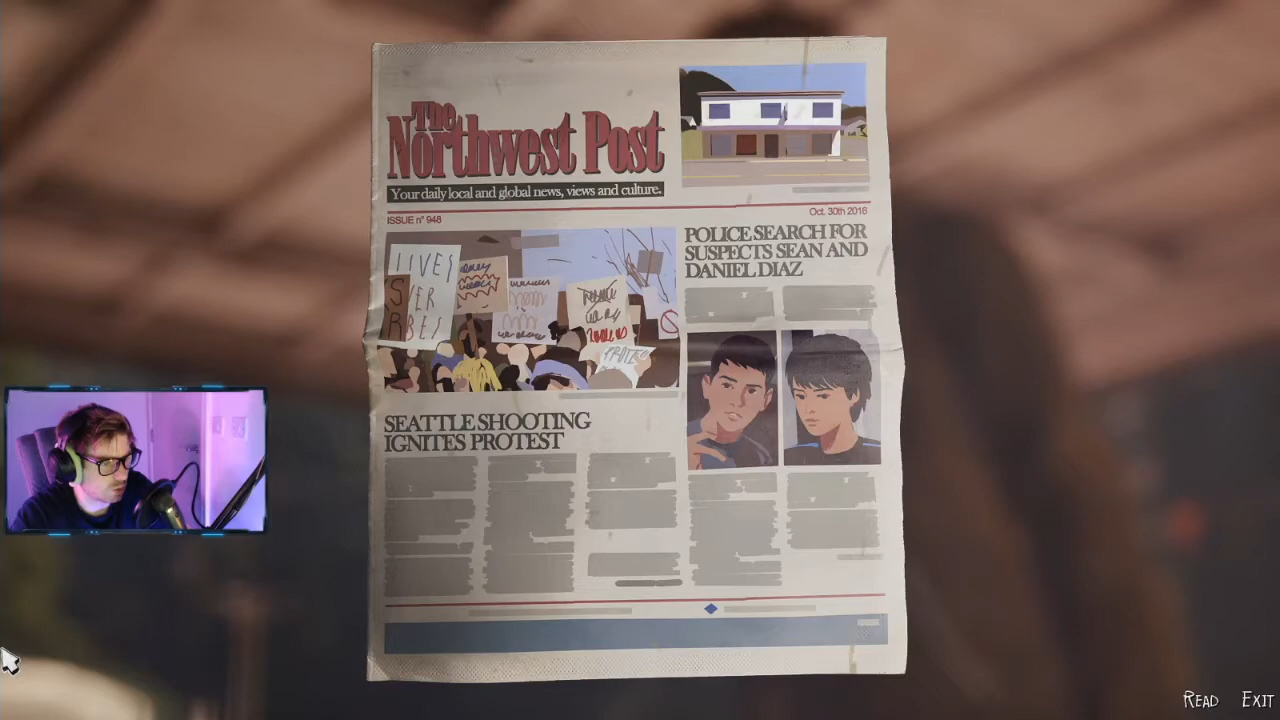 The
Northwest Post
Your daily local and global news, views and culture.
ISSUE n° 948
Oct. 30th 2016
LIVES
POLICE SEARCH FOR
SUSPECTS SEAN AND
DANIEL DIAZ
SEATTLE SHOOTING
IGNITES PROTEST
READ EXIT